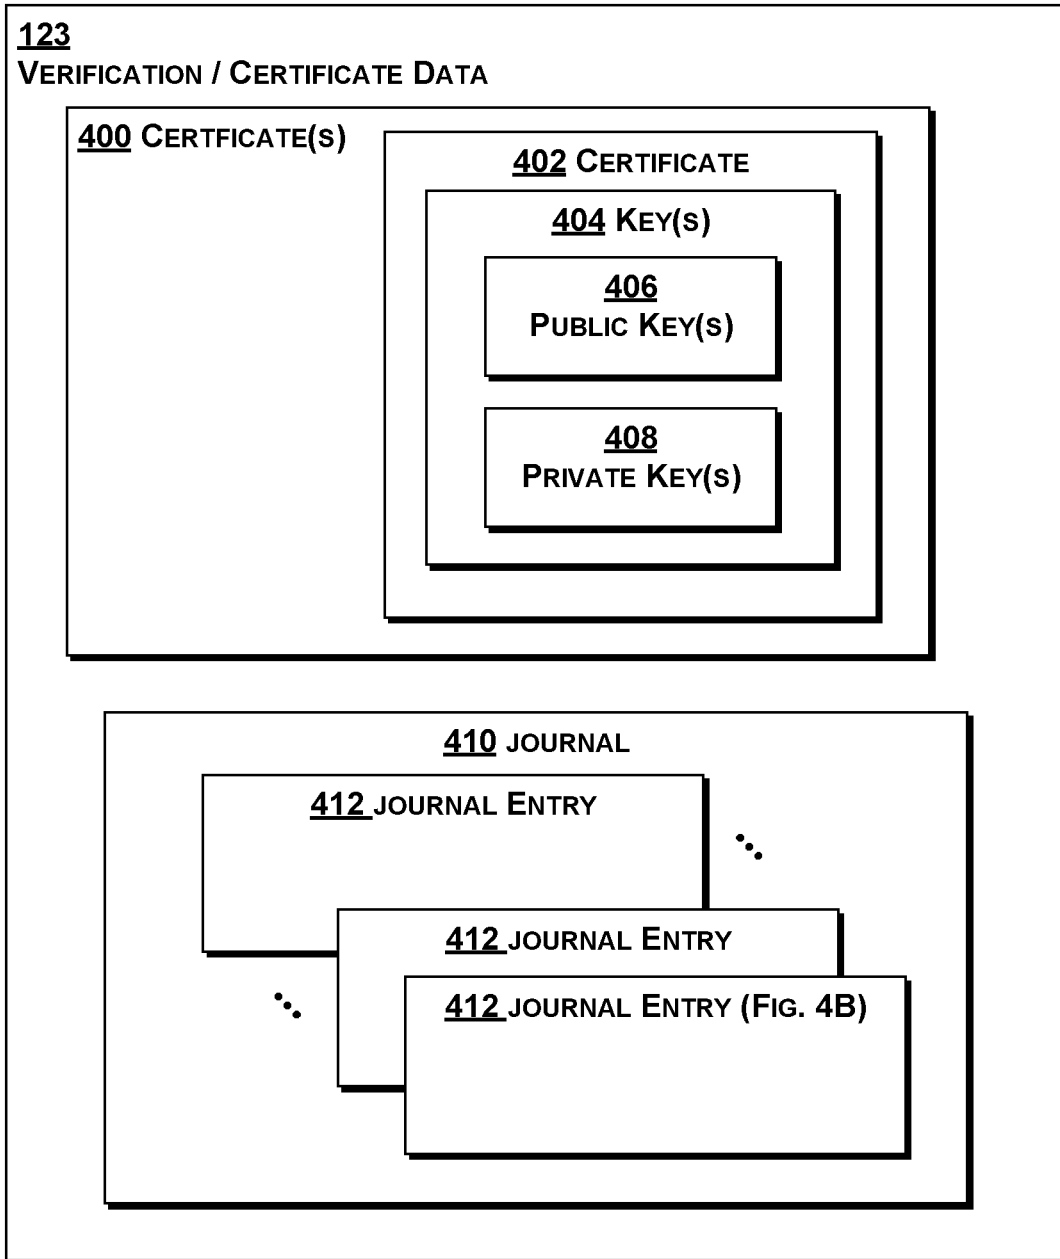 123
VERIFICATION / CERTIFICATE DATA
400 CERTFICATE(S)
402 CERTIFICATE
404 KEY(S)
406
PUBLIC KEY(S)
408
PRIVATE KEY(S)
410 JOURNAL
412 JOURNAL ENTRY
412 JOURNAL ENTRY
412 JOURNAL ENTRY (FIG. 4B)